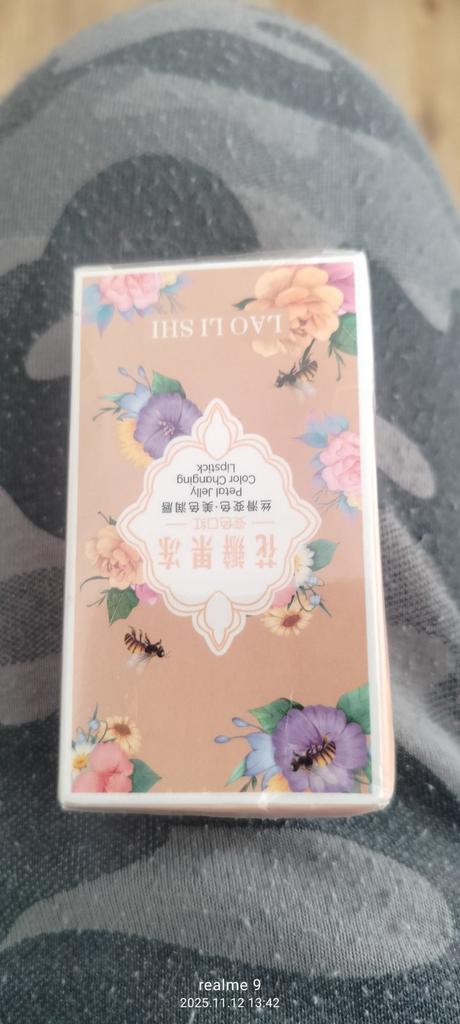 花瓣果冻
变色口红
丝滑变色·美色润唇
Petal Jelly
Color Changing
Lipstick
LAO LI SHI
realme 9
2025.11.12 13:42